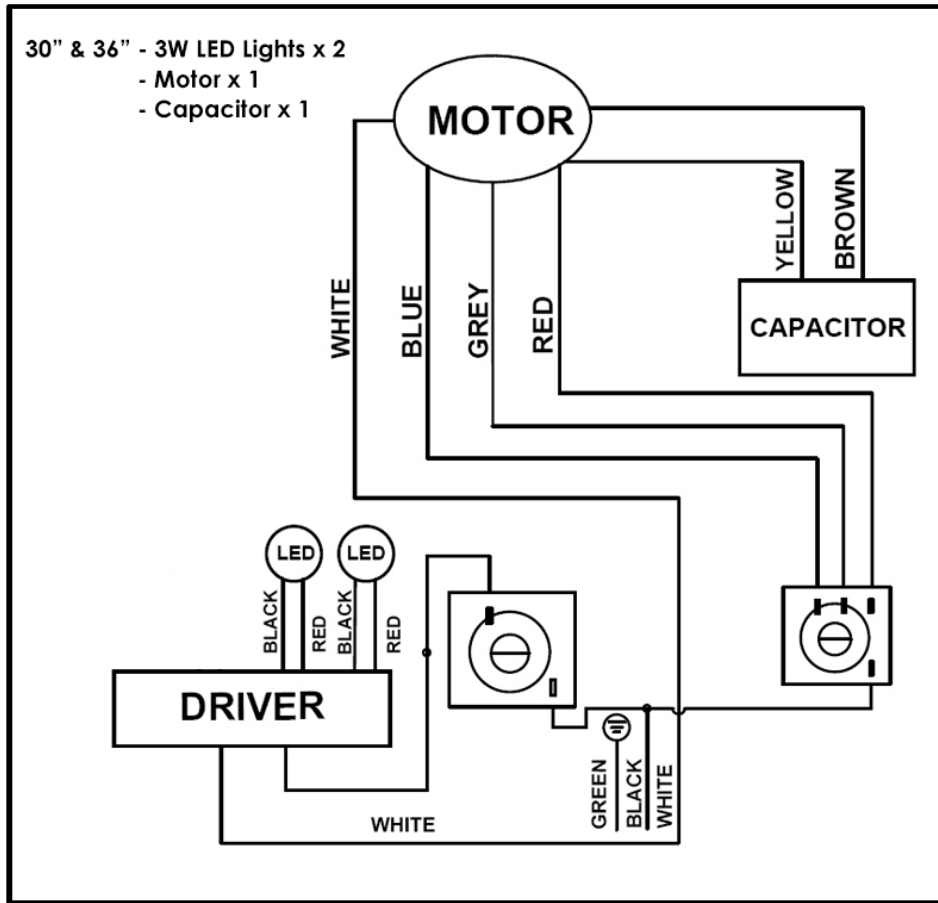 30” & 36” - 3W LED Lights x 2
- Motor x 1
- Capacitor x 1
MOTOR
YELLOW
BROWN
WHITE
BLUE
GREY
RED
CAPACITOR
LED
LED
BLACK
RED
BLACK
RED
DRIVER
GREEN
BLACK
WHITE
WHITE